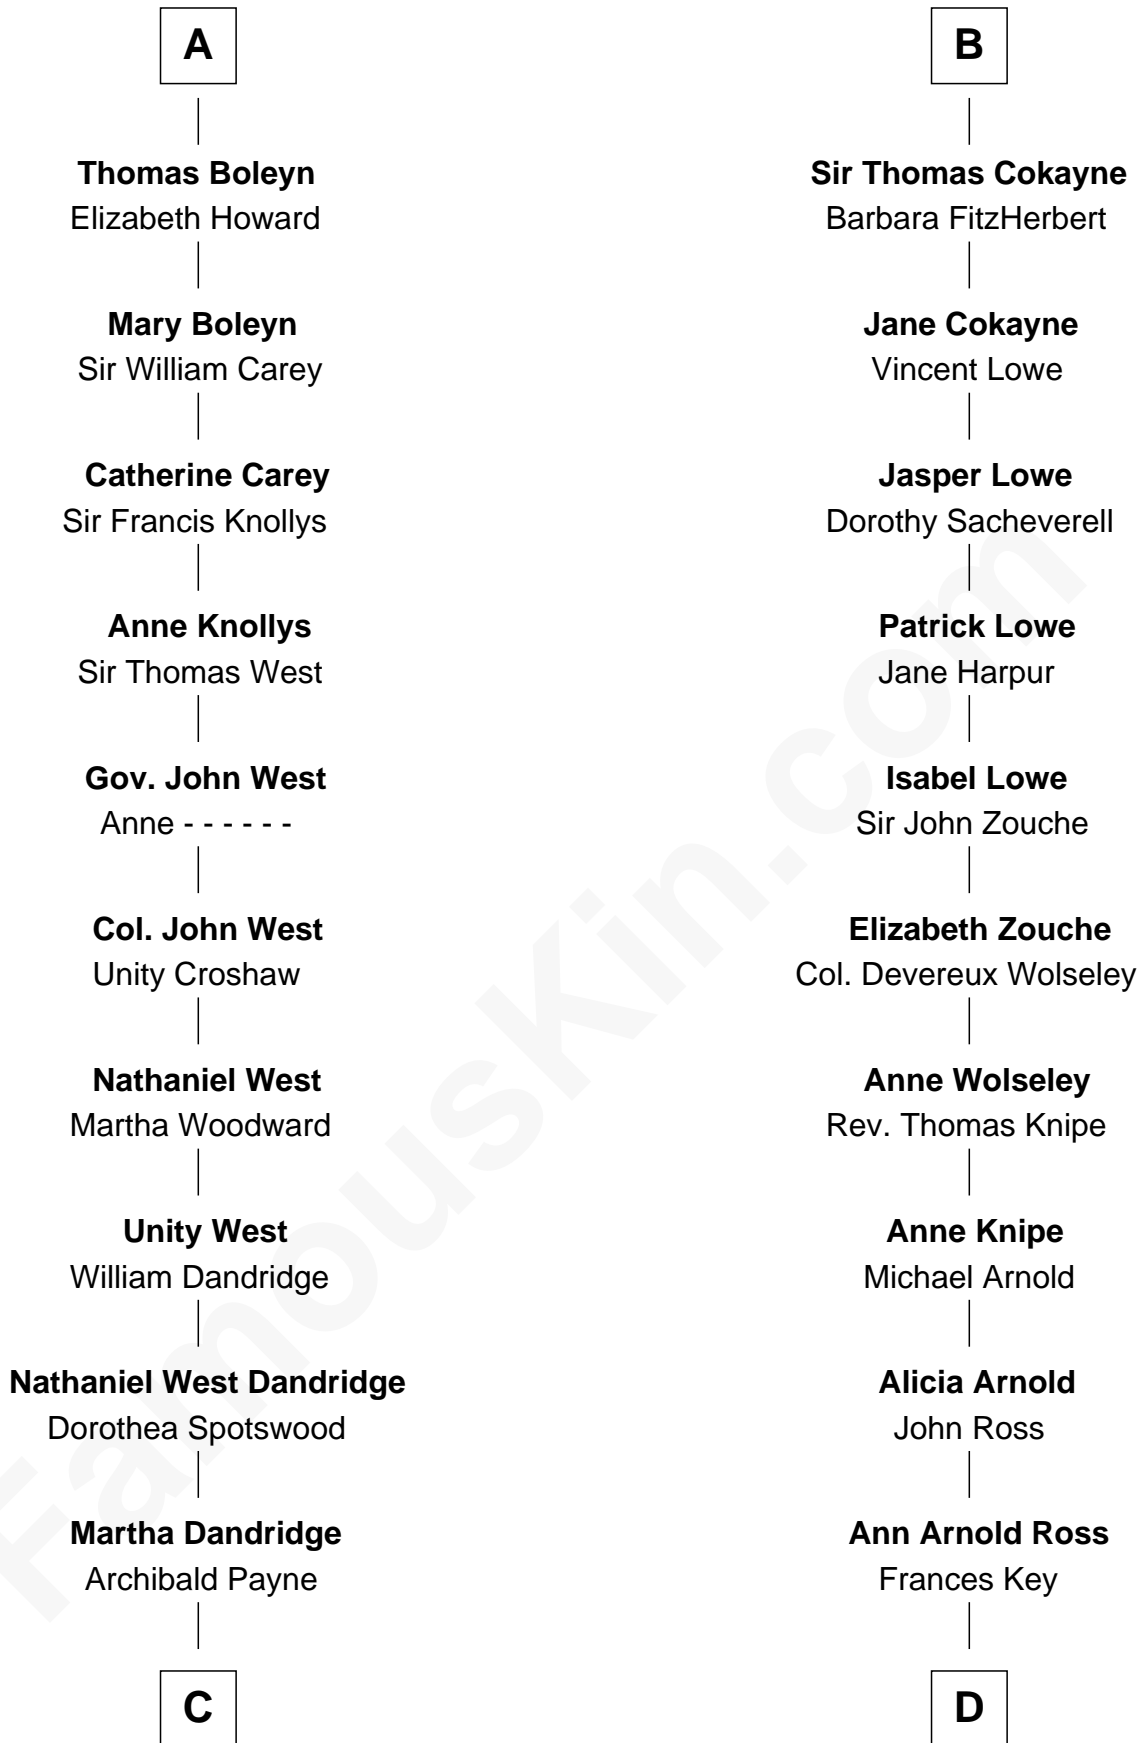 A
Thomas Boleyn
Elizabeth Howard
Mary Boleyn
Sir William Carey
Catherine Carey
Sir Francis Knollys
Anne Knollys
Sir Thomas West
Gov. John West
Anne - - - - - -
Col. John West
Unity Croshaw
Nathaniel West
Martha Woodward
Unity West
William Dandridge
Nathaniel West Dandridge
Dorothea Spotswood
Martha Dandridge
Archibald Payne
C
B
Sir Thomas Cokayne
Barbara FitzHerbert
Jane Cokayne
Vincent Lowe
Jasper Lowe
Dorothy Sacheverell
Patrick Lowe
Jane Harpur
Isabel Lowe
Sir John Zouche
Elizabeth Zouche
Col. Devereux Wolseley
Anne Wolseley
Rev. Thomas Knipe
Anne Knipe
Michael Arnold
Alicia Arnold
John Ross
Ann Arnold Ross
Frances Key
D
FamousKin.com